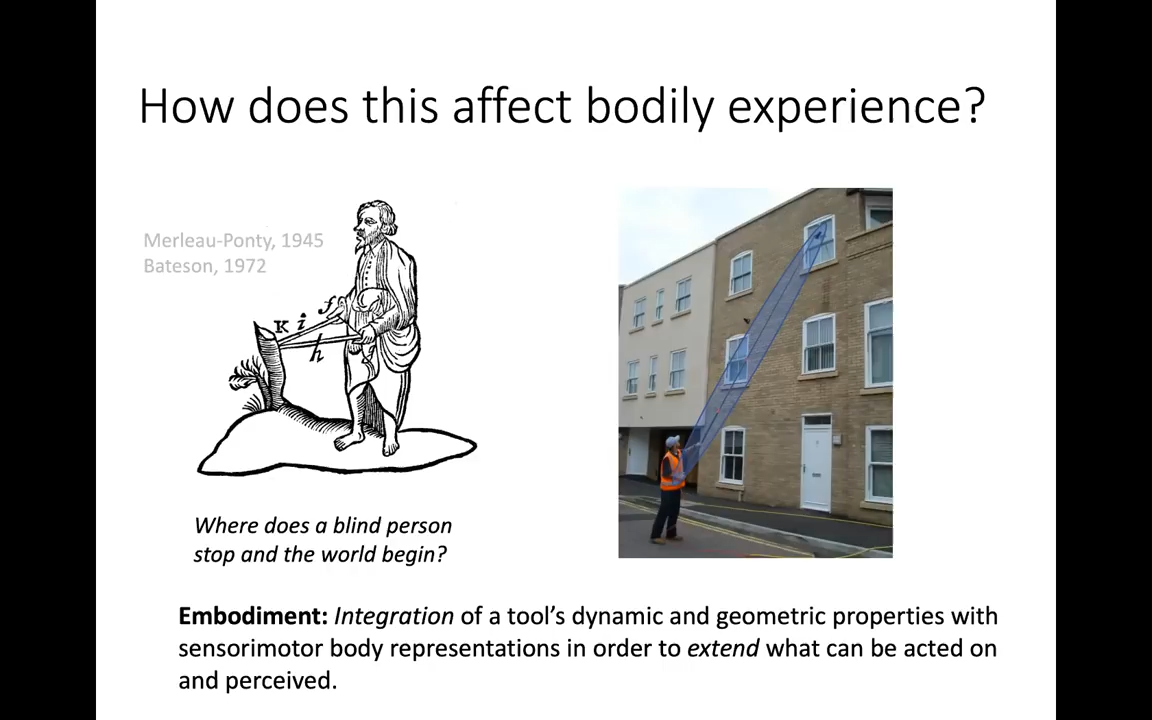 How does this affect bodily experience?
Merleau-Ponty, 1945
Bateson, 1972
K i f
h
Where does a blind person
stop and the world begin?
Embodiment: Integration of a tool's dynamic and geometric properties with
sensorimotor body representations in order to extend what can be acted on
and perceived.